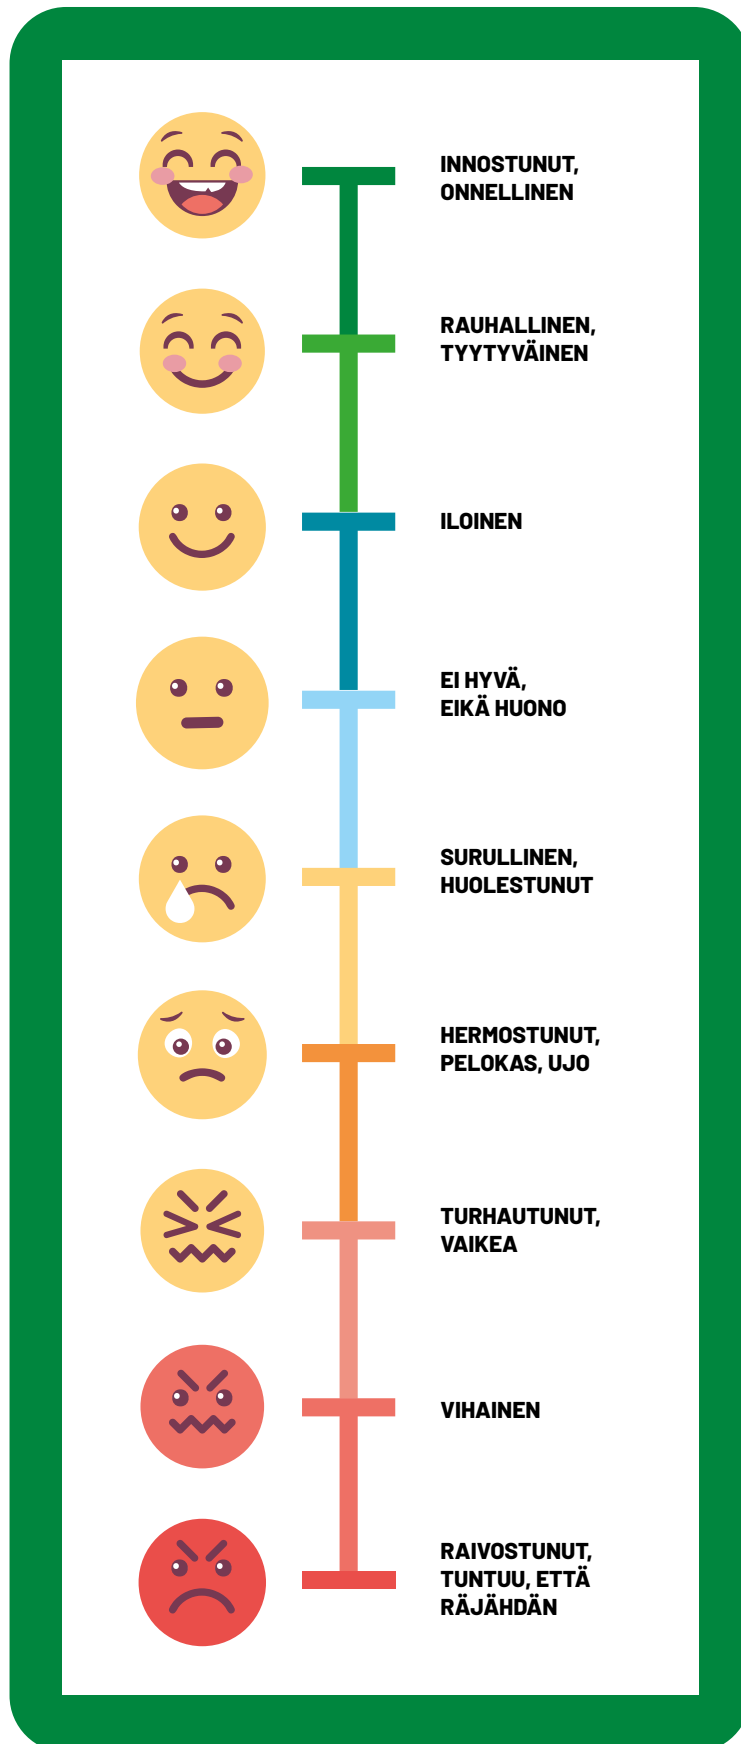 INNOSTUNUT,
ONNELLINEN
RAUHALLINEN,
TYYTYVÄINEN
ILOINEN
EI HYVÄ,
EIKÄ HUONO
SURULLINEN,
HUOLESTUNUT
HERMOSTUNUT,
PELOKAS, UJO
TURHAUTUNUT,
VAIKEA
VIHAINEN
RAIVOSTUNUT,
TUNTUU, ETTÄ
RÄJÄHDÄN